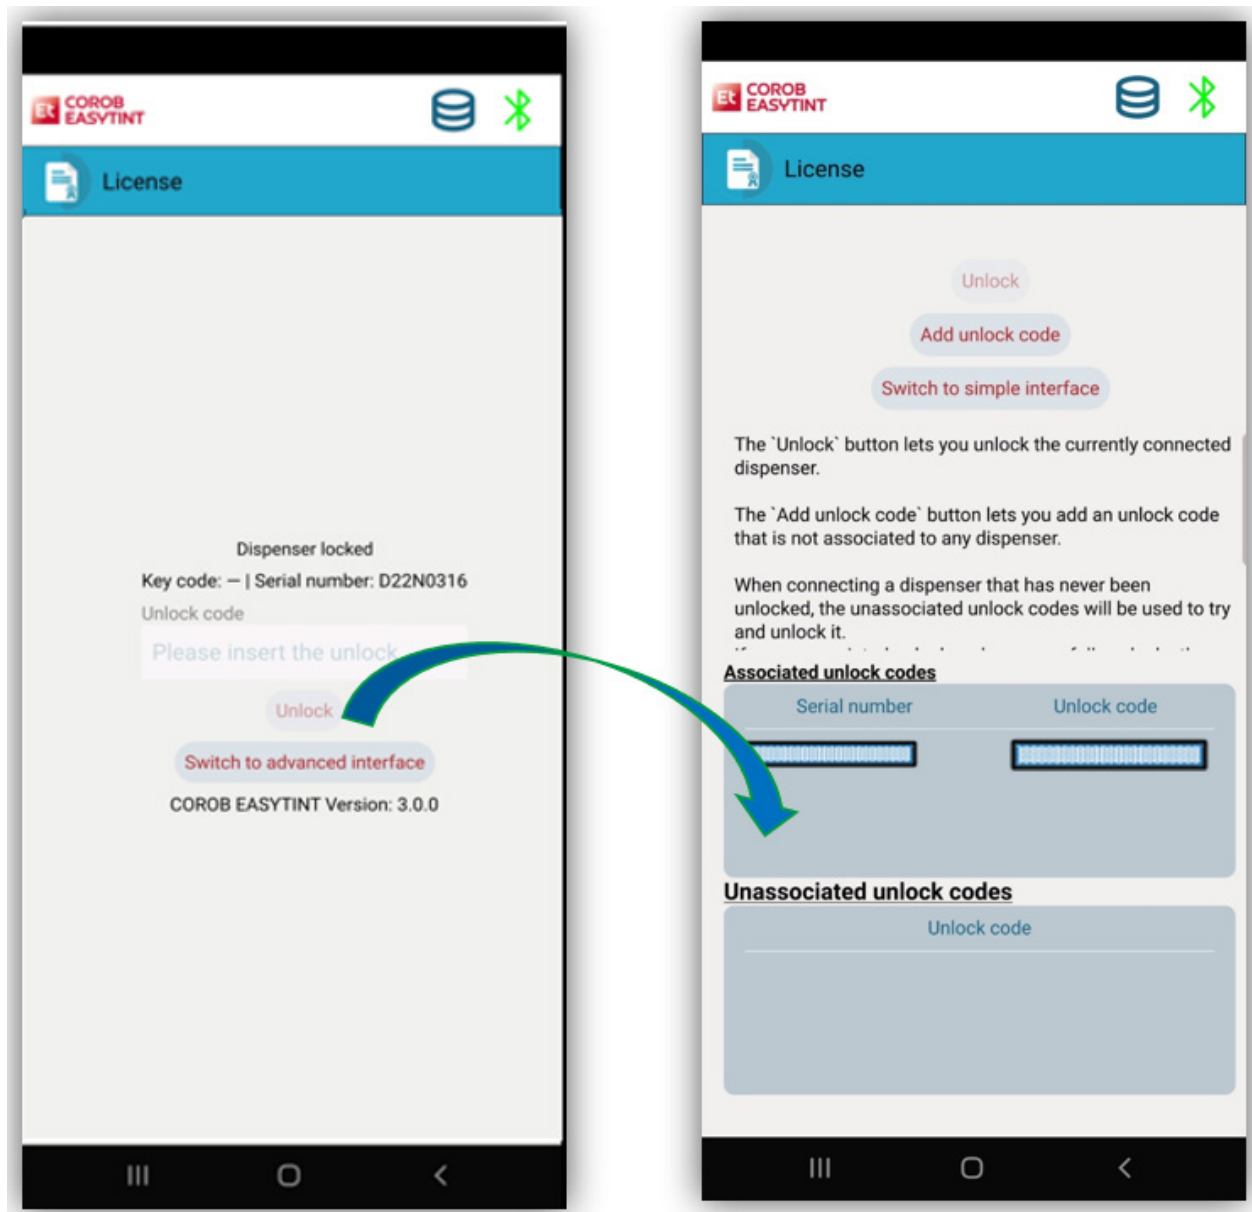 Et COROB
EASYTINT
License
Dispenser locked
Key code: — | Serial number: D22N0316
Unlock code
Please insert the unlock
Unlock
Switch to advanced interface
COROB EASYTINT Version: 3.0.0
Et COROB
EASYTINT
License
Unlock
Add unlock code
Switch to simple interface
The `Unlock` button lets you unlock the currently connected
dispenser.
The `Add unlock code` button lets you add an unlock code
that is not associated to any dispenser.
When connecting a dispenser that has never been
unlocked, the unassociated unlock codes will be used to try
and unlock it.
Associated unlock codes
Serial number Unlock code
Unassociated unlock codes
Unlock code